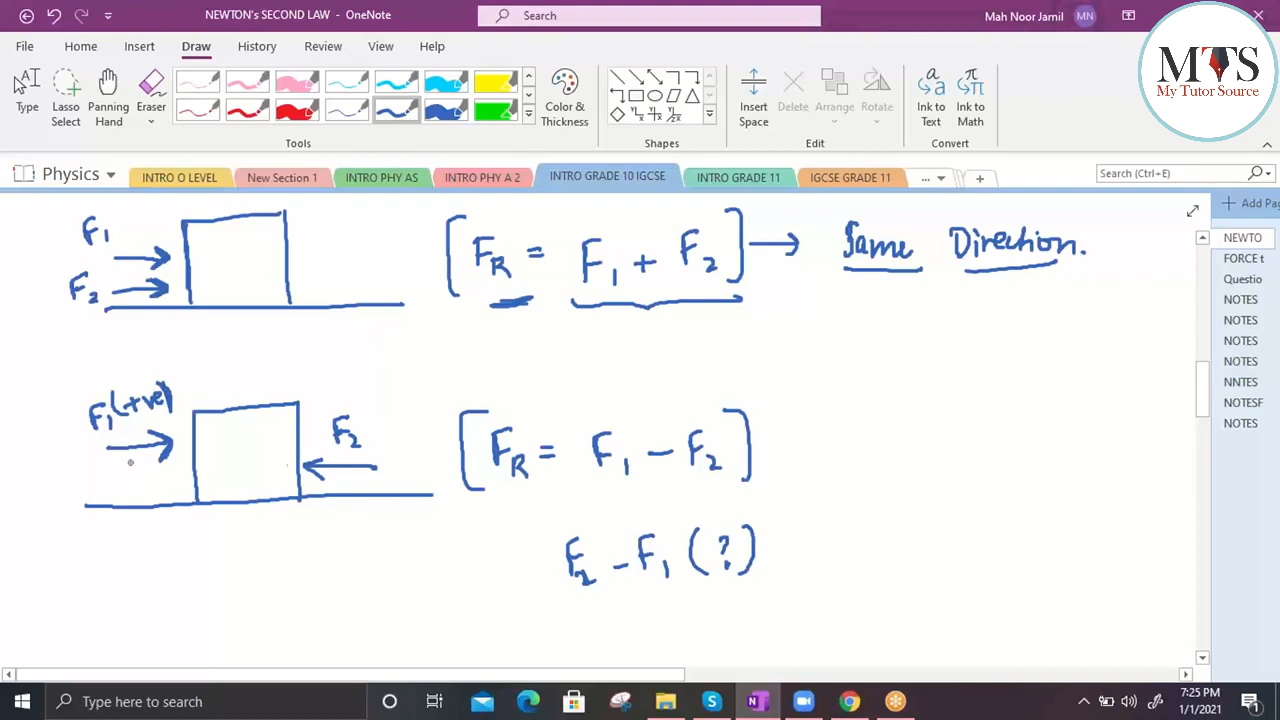 NEWTON's SECOND LAW - OneNote
Search
Mah Noor Jamil
MN
MTS
My Tutor Source
File Home Insert Draw History Review View Help
Type
Lasso Select
Panning Hand
Eraser
Color & Thickness
Insert Space
Delete
Arrange
Rotate
Ink to Text
Ink to Math
Tools
Shapes
Edit
Convert
Physics
INTRO O LEVEL
New Section 1
INTRO PHY AS
INTRO PHY A 2
INTRO GRADE 10 IGCSE
INTRO GRADE 11
IGCSE GRADE 11
...
Search (Ctrl+E)
Add Pag
NEWTO
FORCE t
Questio
NOTES
NOTES
NOTES
NOTES
NNTES
NOTESF
NOTES
F1
F2
[FR = F1 + F2] → Same Direction.
F1 (+ve)
F2
[FR = F1 - F2]
F2 - F1 (?)
Type here to search
7:25 PM
1/1/2021